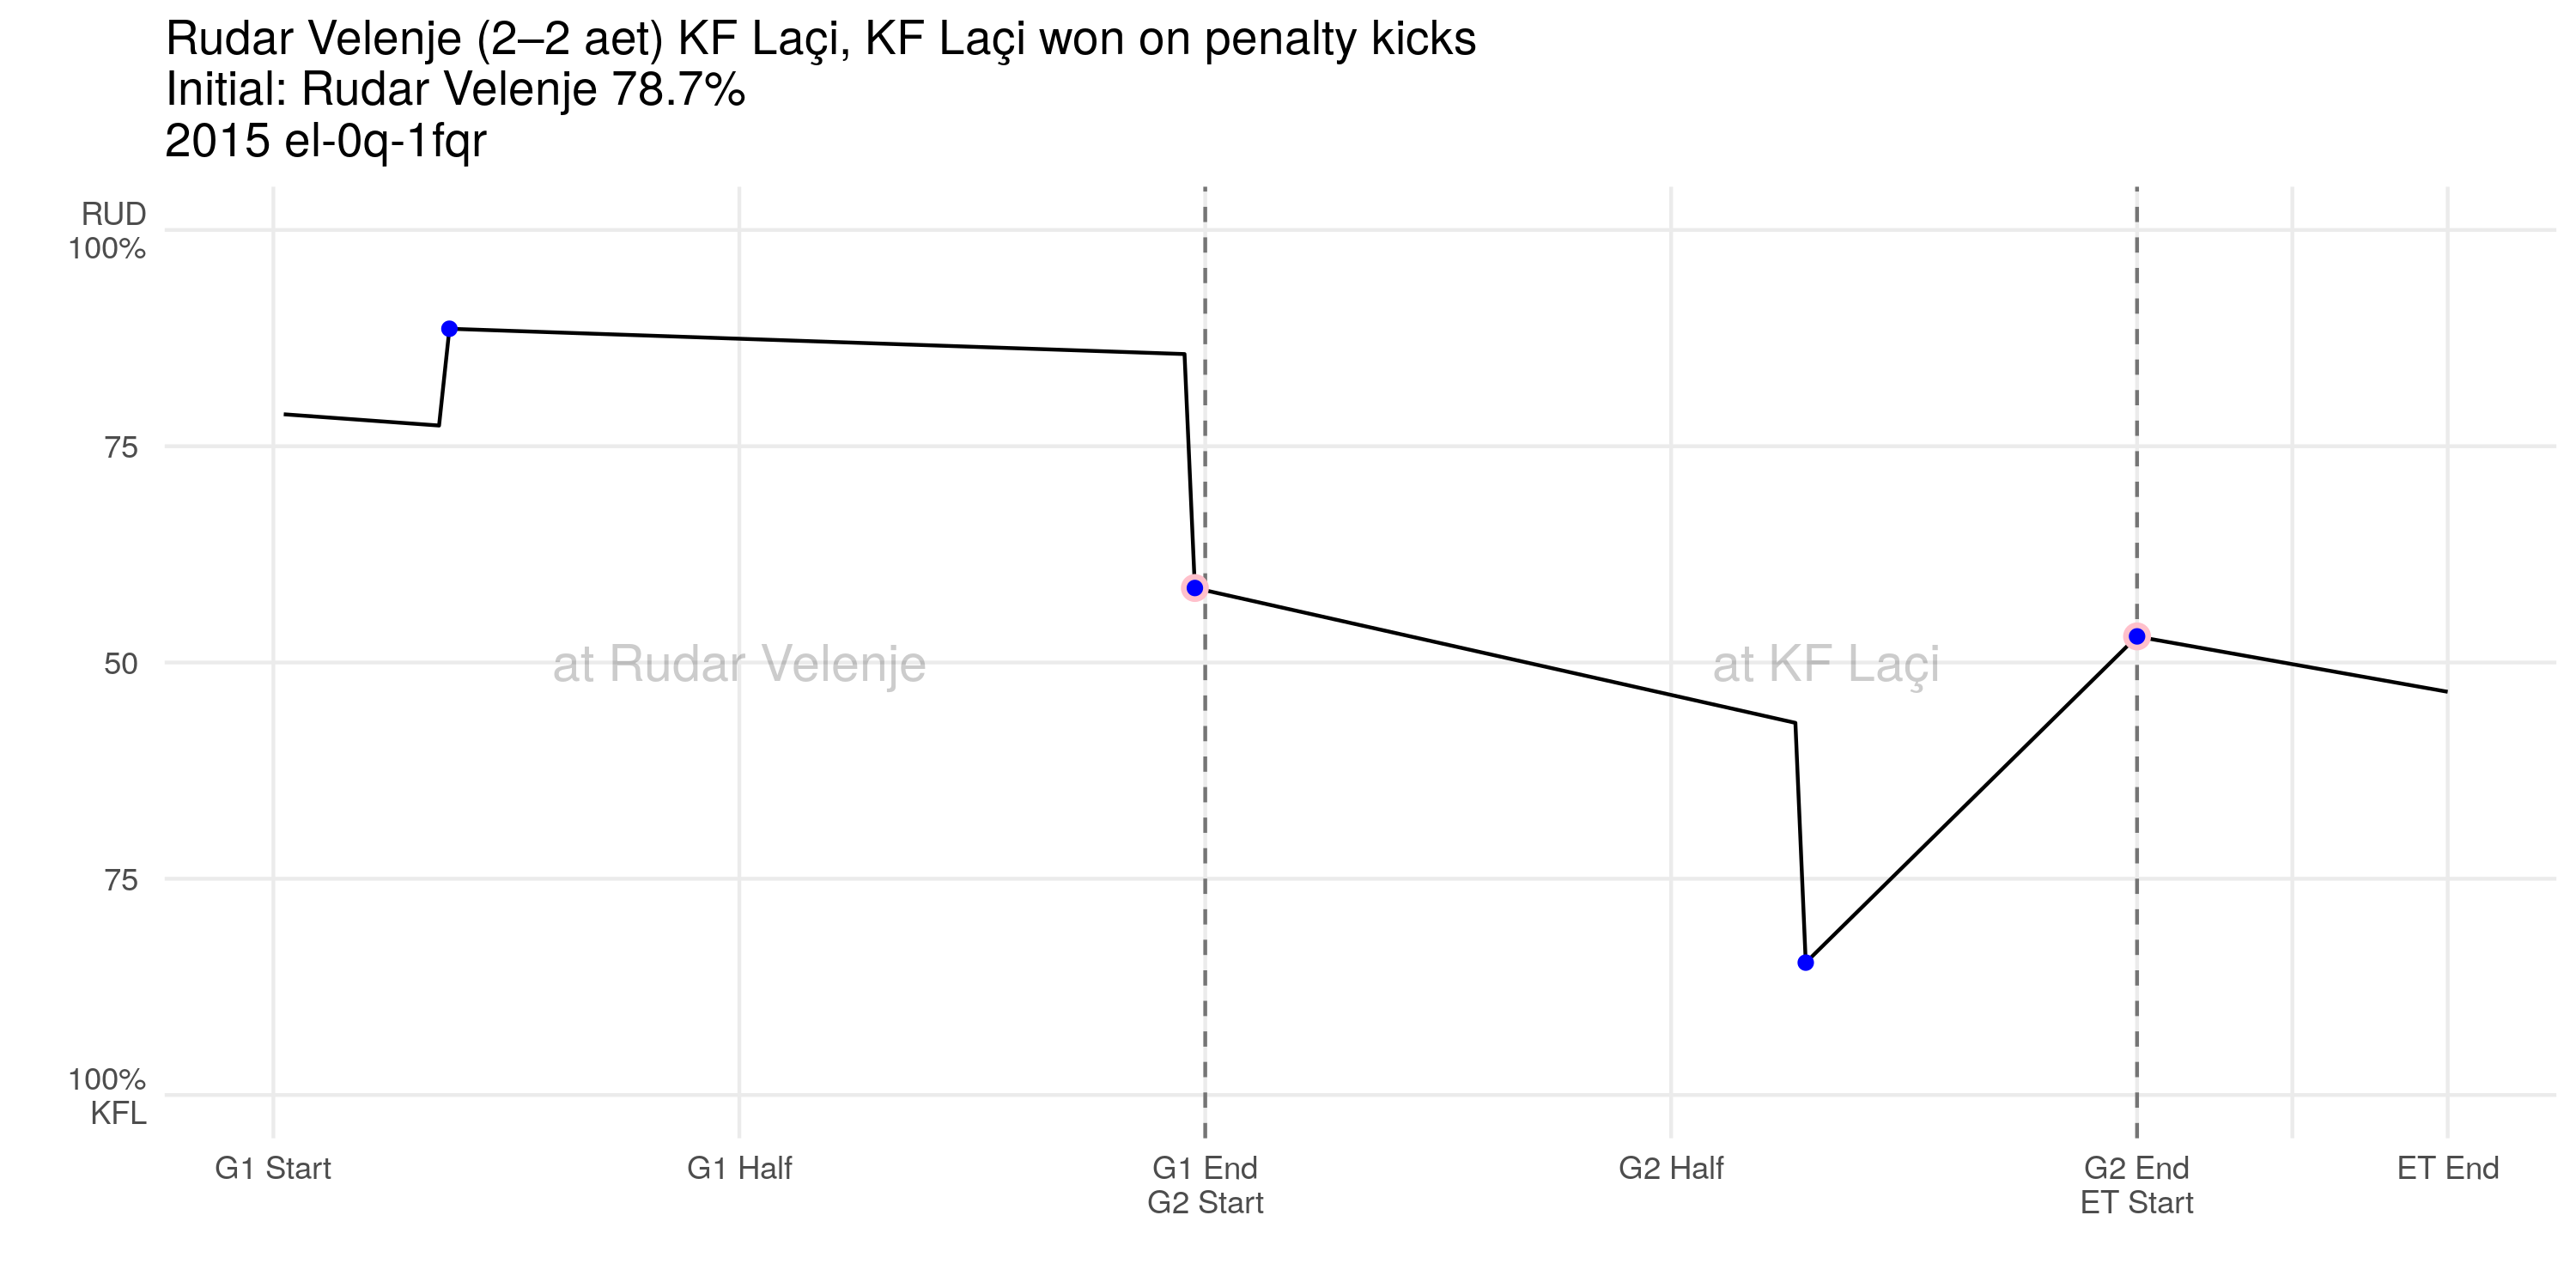 Rudar Velenje (2–2 aet) KF Laçi, KF Laçi won on penalty kicks
Initial: Rudar Velenje 78.7%
2015 el-0q-1fqr
RUD
100%
75
50
75
100%
KFL
at Rudar Velenje
at KF Laçi
G1 Start
G1 Half
G1 End
G2 Start
G2 Half
G2 End
ET Start
ET End